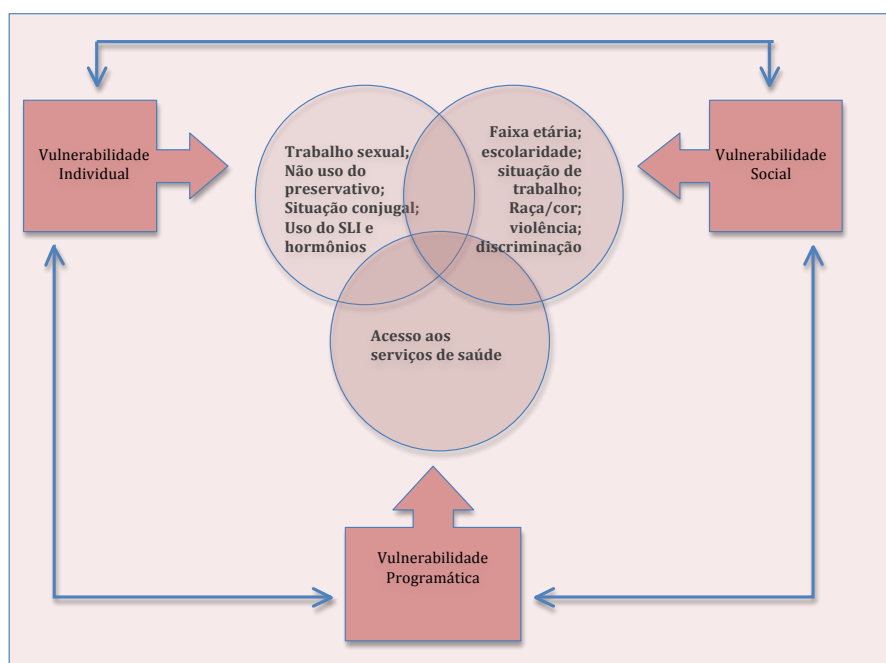 Vulnerabilidade
Individual
Trabalho sexual;
Não uso do
preservativo;
Situação conjugal;
Uso do SLI e
hormônios
Faixa etária;
escolaridade;
situação de
trabalho;
Raça/cor;
violência;
discriminação
Vulnerabilidade
Social
Acesso aos
serviços de saúde
Vulnerabilidade
Programática